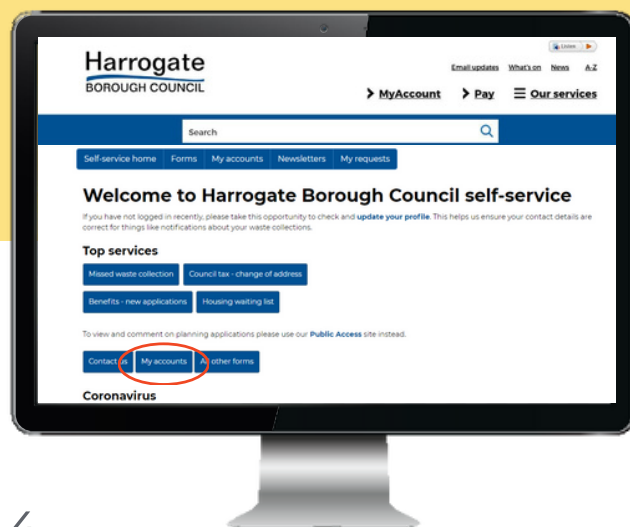 Harrogate
BOROUGH COUNCIL
Listen
Email updates What's on News A-Z
MyAccount Pay Our services
Search
Self-service home Forms My accounts Newsletters My requests
Welcome to Harrogate Borough Council self-service
If you have not logged in recently, please take this opportunity to check and update your profile. This helps us ensure your contact details are
correct for things like notifications about your waste collections.
Top services
Missed waste collection Council tax - change of address
Benefits - new applications Housing waiting list
To view and comment on planning applications please use our Public Access site instead.
Contact us My accounts All other forms
Coronavirus